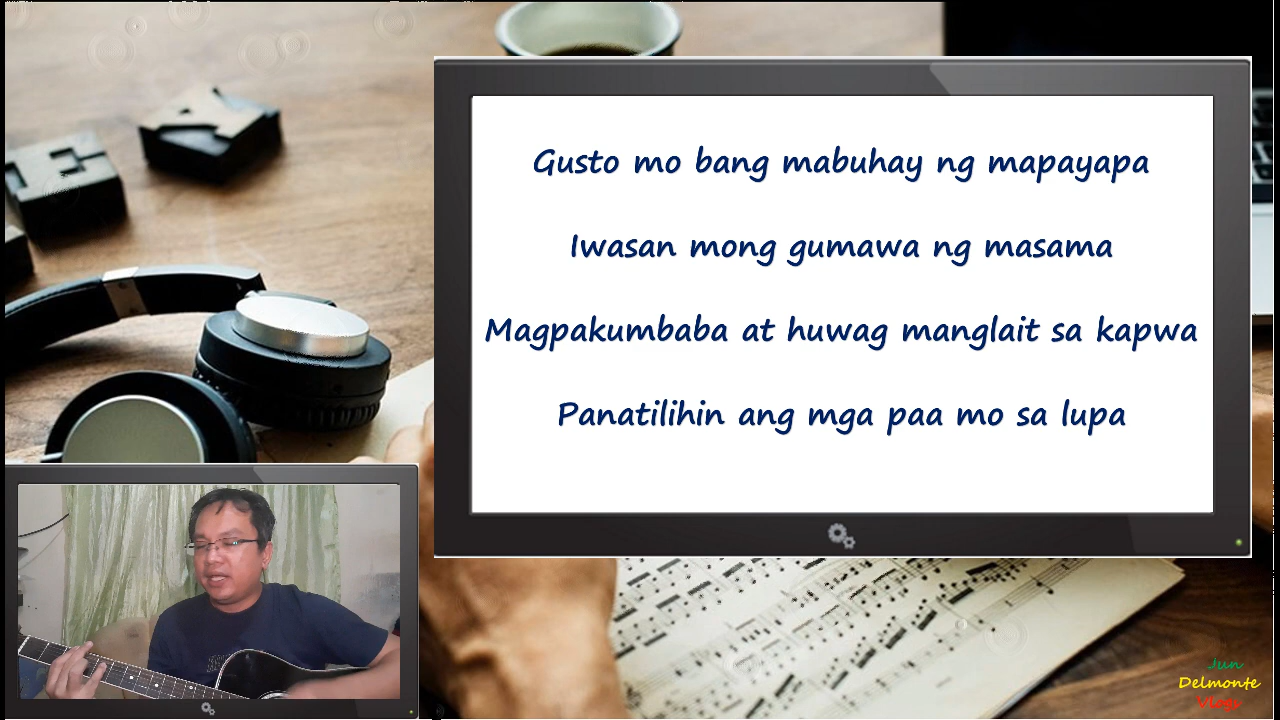 Gusto mo bang mabuhay ng mapayapa
Iwasan mong gumawa ng masama
Magpakumbaba at huwag manglait sa kapwa
Panatilihin ang mga paa mo sa lupa
Jun
Delmonte
Vlogs